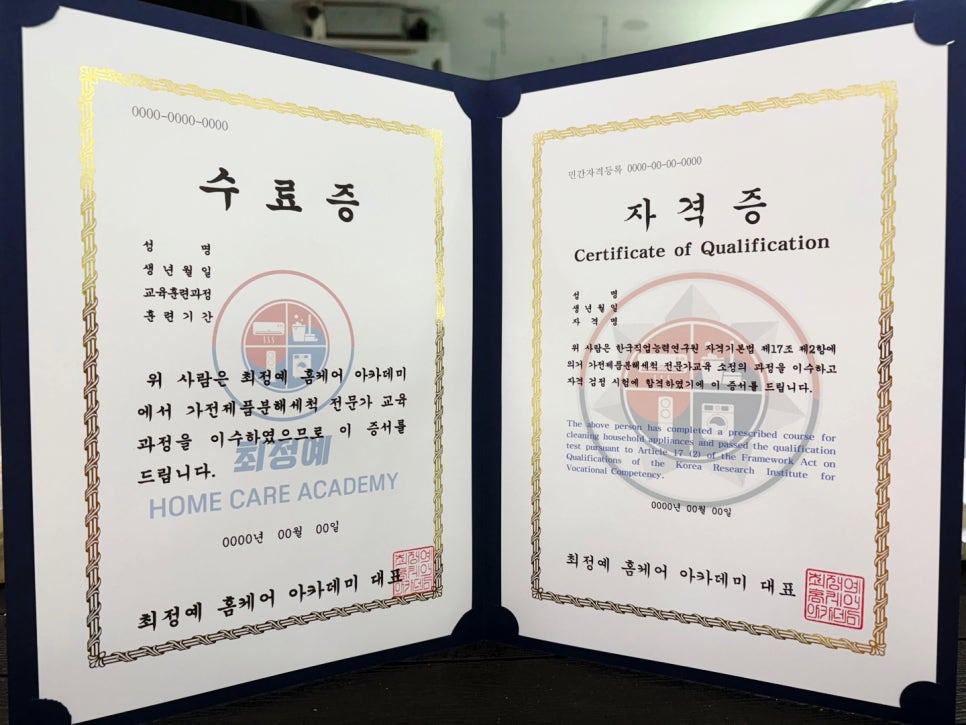 0000-0000-0000
수료증
성 명
생년월일
교육훈련과정
훈련기간
위 사람은 최정예 홈케어 아카데미
에서 가전제품분해세척 전문가 교육
과정을 이수하였으므로 이 증서를
드립니다.
최정예
HOME CARE ACADEMY
0000년 00월 00일
최정예 홈케어 아카데미 대표
최정예
홈케어
아카데미
민간자격등록 0000-00-00-0000
자격증
Certificate of Qualification
성 명
생년월일
자격명
위 사람은 한국직업능력연구원 자격기본법 제17조 제2항에
의거 가전제품분해세척 전문가교육 소정의 과정을 이수하고
자격 검정 시험에 합격하였기에 이 증서를 드립니다.
The above person has completed a prescribed course for
cleaning household appliances and passed the qualification
test pursuant to Article 17 (2) of the Framework Act on
Qualifications of the Korea Research Institute for
Vocational Competency.
0000년 00월 00일
최정예 홈케어 아카데미 대표